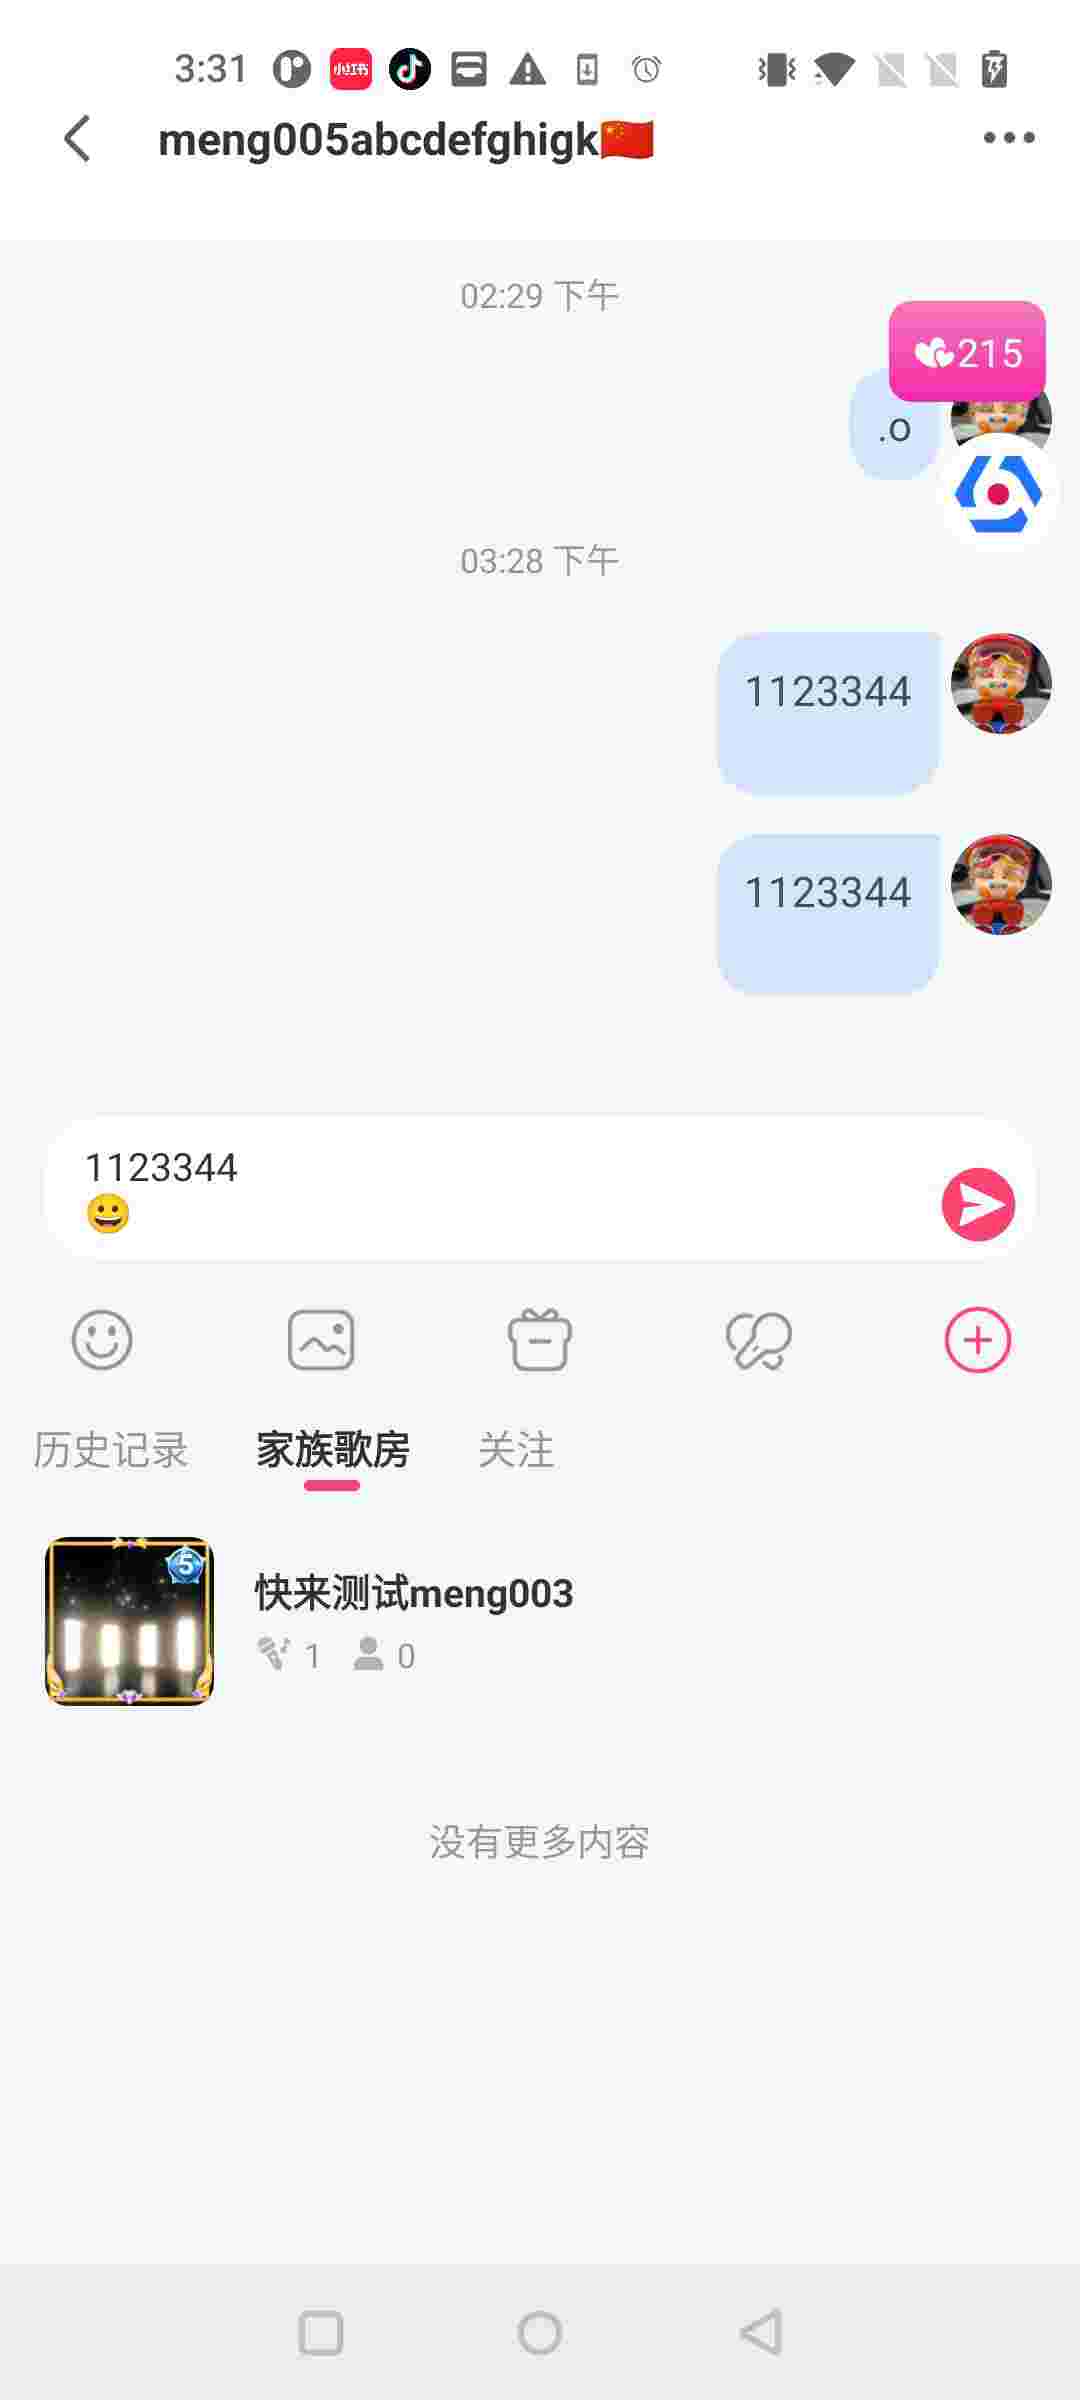 3:31
小红书
meng005abcdefghigk🇨🇳
02:29 下午
215
.o
03:28 下午
1123344
1123344
1123344
😀
历史记录 家族歌房 关注
5
快来测试meng003
1 0
没有更多内容